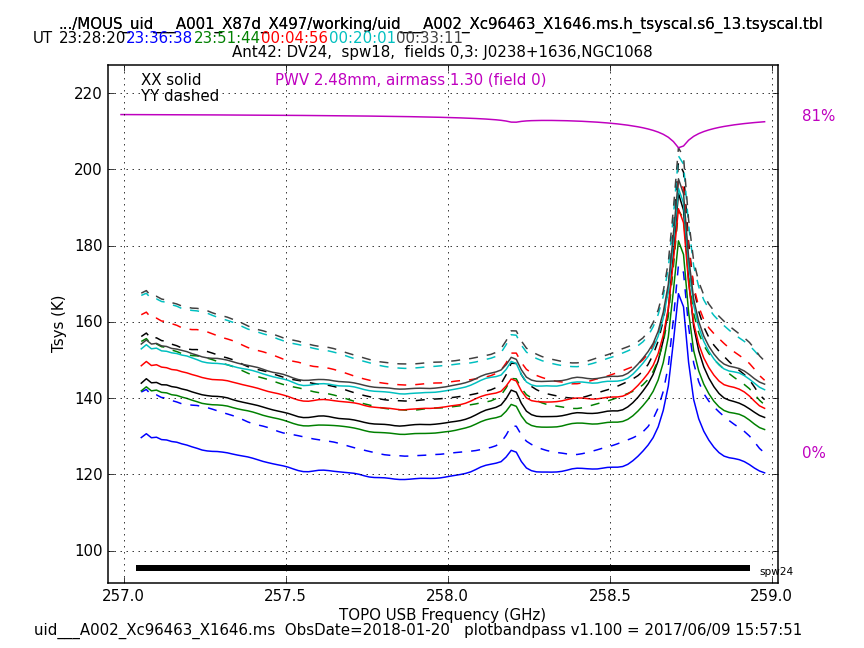 .../MOUS_uid___A001_X87d_X497/working/uid___A002_Xc96463_X1646.ms.h_tsyscal.s6_13.tsyscal.tbl
UT 23:28:20 23:36:38 23:51:44 00:04:56 00:20:01 00:33:11
Ant42: DV24, spw18, fields 0,3: J0238+1636,NGC1068
XX solid
PWV 2.48mm, airmass 1.30 (field 0)
YY dashed
220
200
180
160
140
120
100
Tsys (K)
81%
0%
spw24
257.0 257.5 258.0 258.5 259.0
TOPO USB Frequency (GHz)
uid___A002_Xc96463_X1646.ms ObsDate=2018-01-20 plotbandpass v1.100 = 2017/06/09 15:57:51